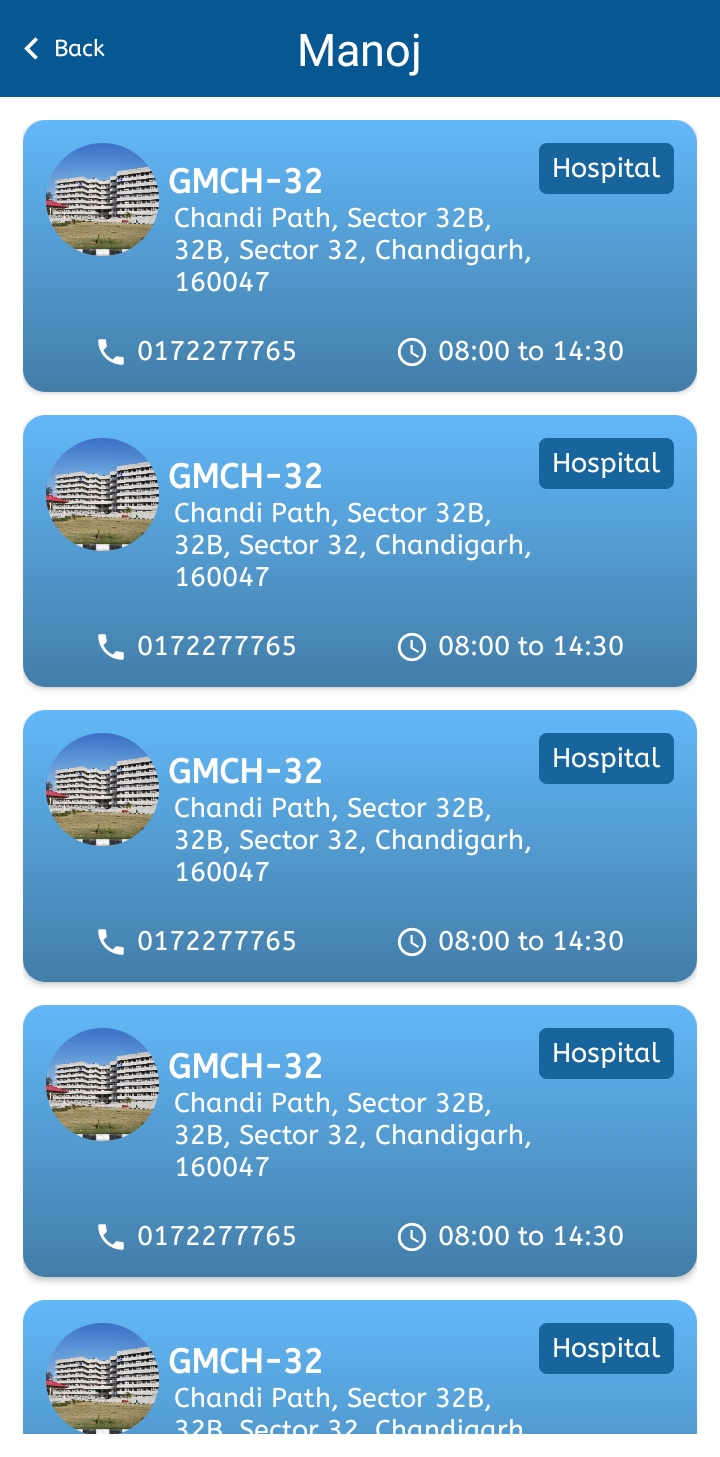 Back
Manoj
GMCH-32
Hospital
Chandi Path, Sector 32B,
32B, Sector 32, Chandigarh,
160047
0172277765
08:00 to 14:30
GMCH-32
Hospital
Chandi Path, Sector 32B,
32B, Sector 32, Chandigarh,
160047
0172277765
08:00 to 14:30
GMCH-32
Hospital
Chandi Path, Sector 32B,
32B, Sector 32, Chandigarh,
160047
0172277765
08:00 to 14:30
GMCH-32
Hospital
Chandi Path, Sector 32B,
32B, Sector 32, Chandigarh,
160047
0172277765
08:00 to 14:30
GMCH-32
Hospital
Chandi Path, Sector 32B,
32B, Sector 32, Chandigarh